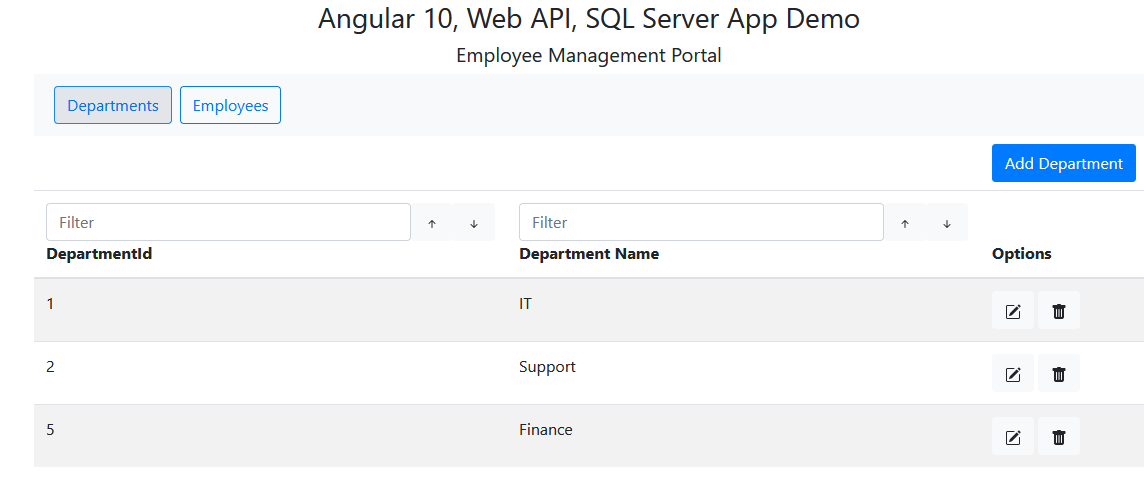 Angular 10, Web API, SQL Server App Demo
Employee Management Portal
Departments Employees
Add Department
Filter ↑ ↓ Filter ↑ ↓
DepartmentId Department Name Options
1 IT
2 Support
5 Finance